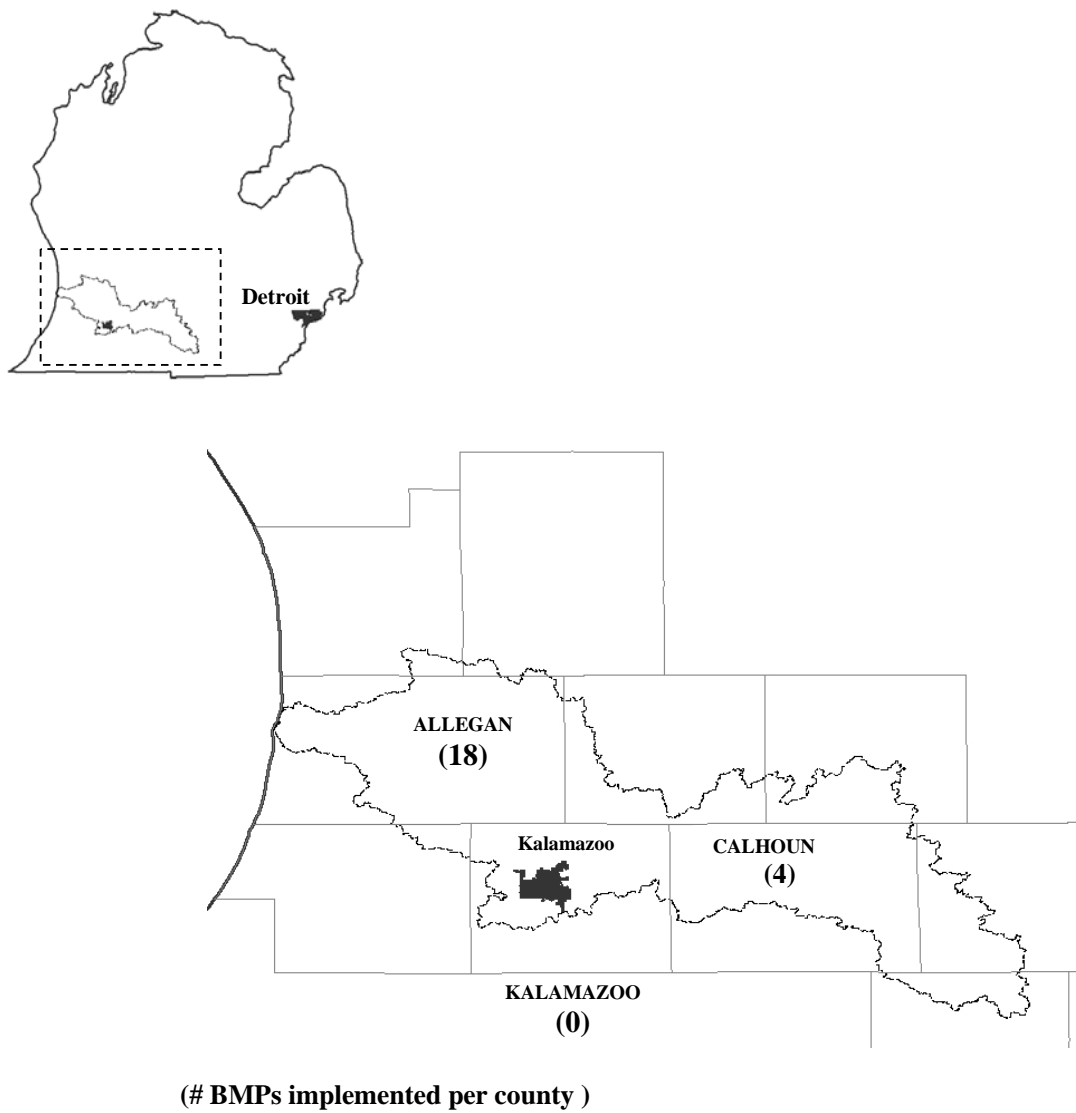 Detroit
ALLEGAN
(18)
Kalamazoo
CALHOUN
(4)
KALAMAZOO
(0)
(# BMPs implemented per county )